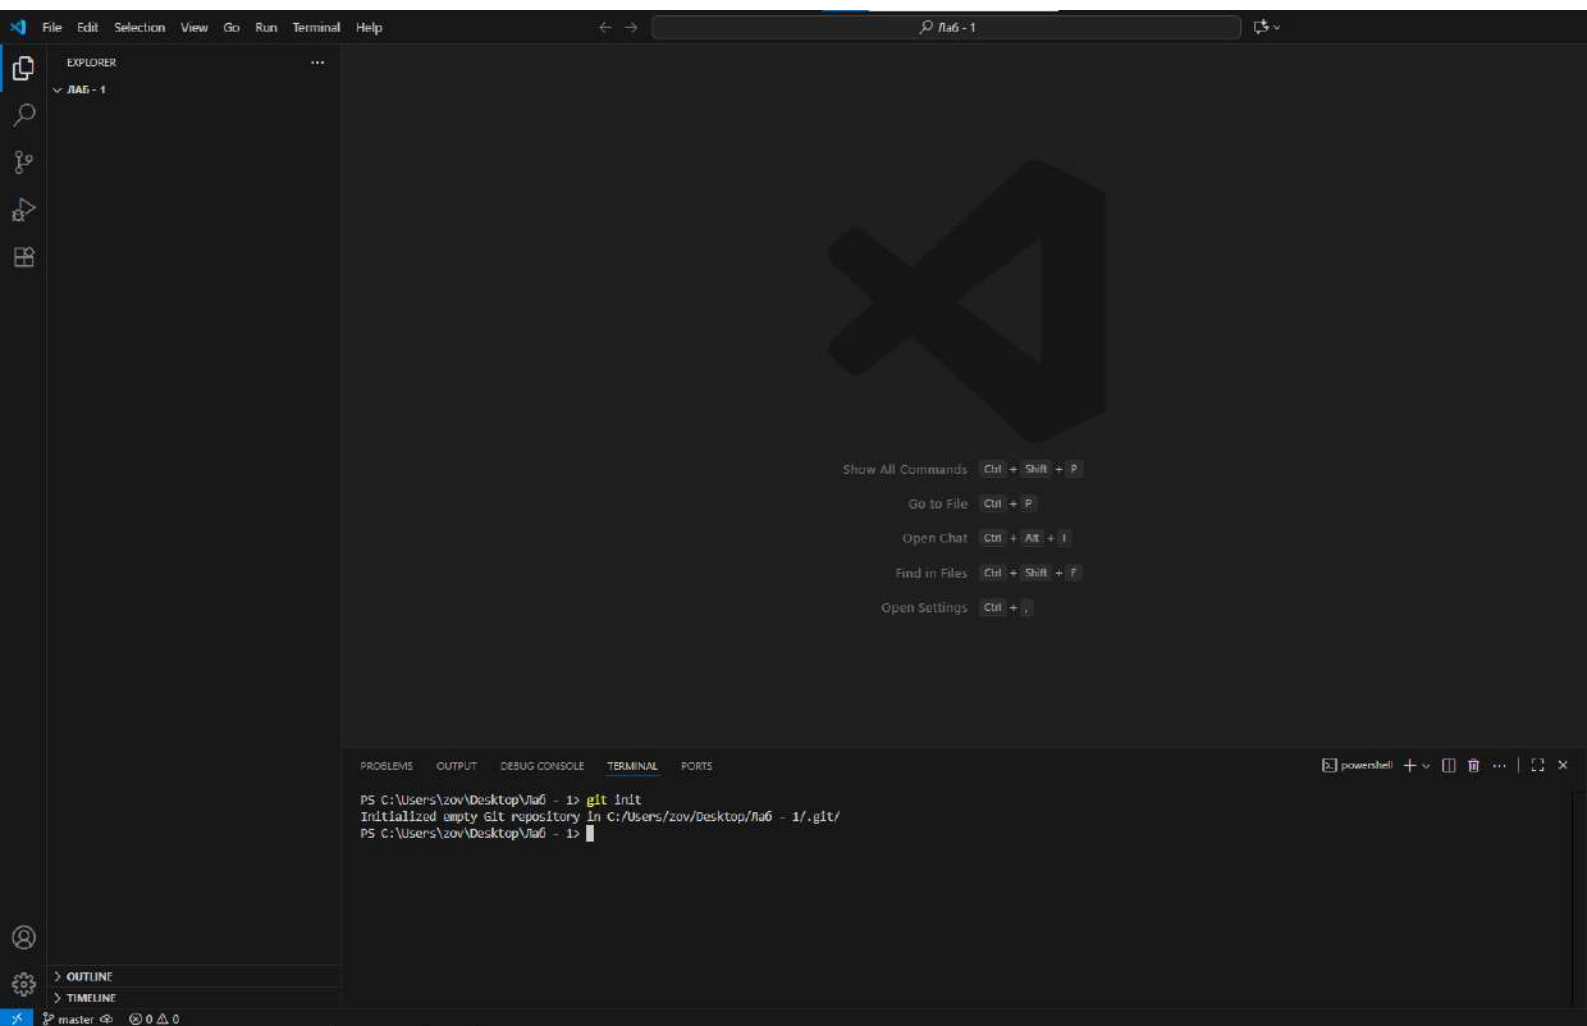 File Edit Selection View Go Run Terminal Help
Лаб - 1
EXPLORER
ЛАБ - 1
Show All Commands Ctrl + Shift + P
Go to File Ctrl + P
Open Chat Ctrl + Alt + I
Find in Files Ctrl + Shift + F
Open Settings Ctrl + ,
PROBLEMS OUTPUT DEBUG CONSOLE TERMINAL PORTS
powershell
PS C:\Users\zov\Desktop\Лаб - 1> git init
Initialized empty Git repository in C:/Users/zov/Desktop/Лаб - 1/.git/
PS C:\Users\zov\Desktop\Лаб - 1>
OUTLINE
TIMELINE
master 0 0